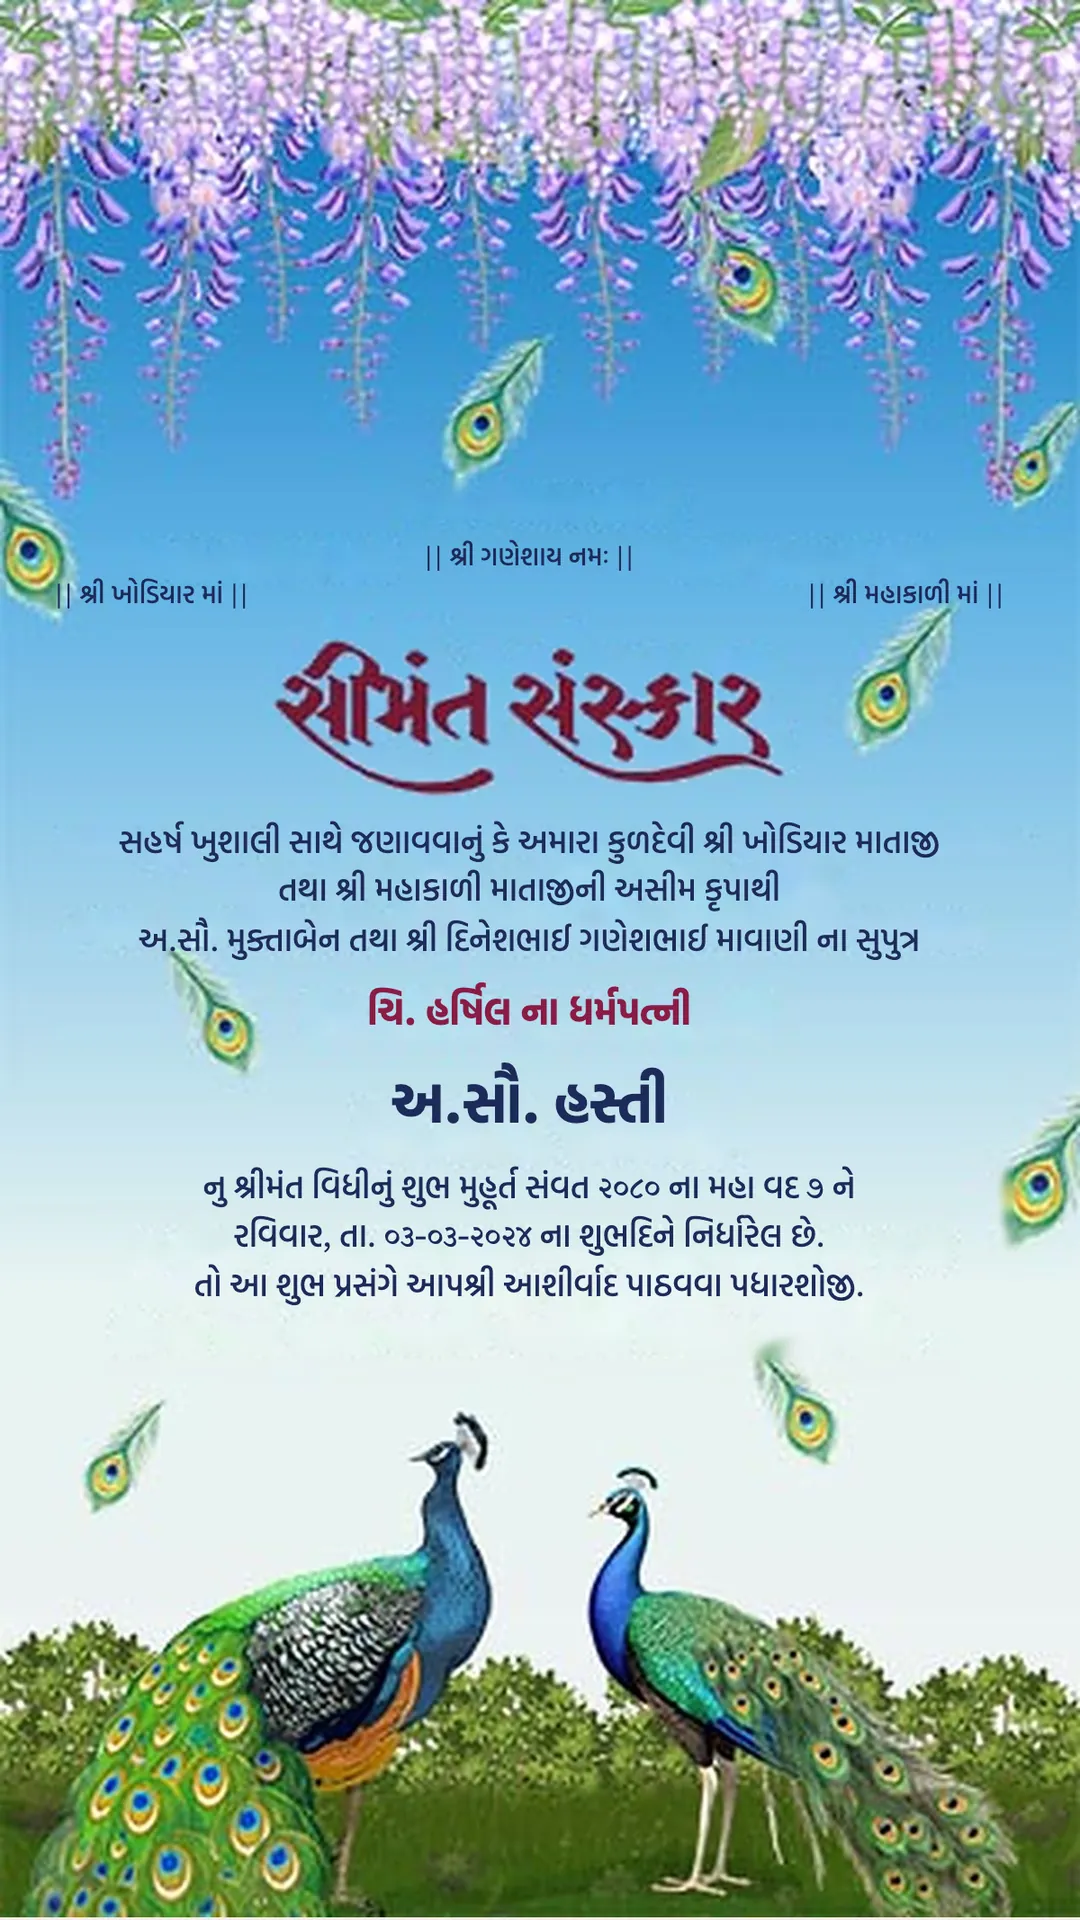 || શ્રી ગણેશાય નમઃ ||
|| શ્રી ખોડિયાર માં || || શ્રી મહાકાળી માં ||
સીમંત સંસ્કાર
સહર્ષ ખુશાલી સાથે જણાવવાનું કે અમારા કુળદેવી શ્રી ખોડિયાર માતાજી
તથા શ્રી મહાકાળી માતાજીની અસીમ કૃપાથી
અ.સૌ. મુક્તાબેન તથા શ્રી દિનેશભાઈ ગણેશભાઈ માવાણી ના સુપુત્ર
ચિ. હર્ષિલ ના ધર્મપત્ની
અ.સૌ. હસ્તી
નુ શ્રીમંત વિધીનું શુભ મુહૂર્ત સંવત ૨૦૮૦ ના મહા વદ ૭ ને
રવિવાર, તા. ૦૩-૦૩-૨૦૨૪ ના શુભદિને નિર્ધારેલ છે.
તો આ શુભ પ્રસંગે આપશ્રી આશીર્વાદ પાઠવવા પધારશોજી.